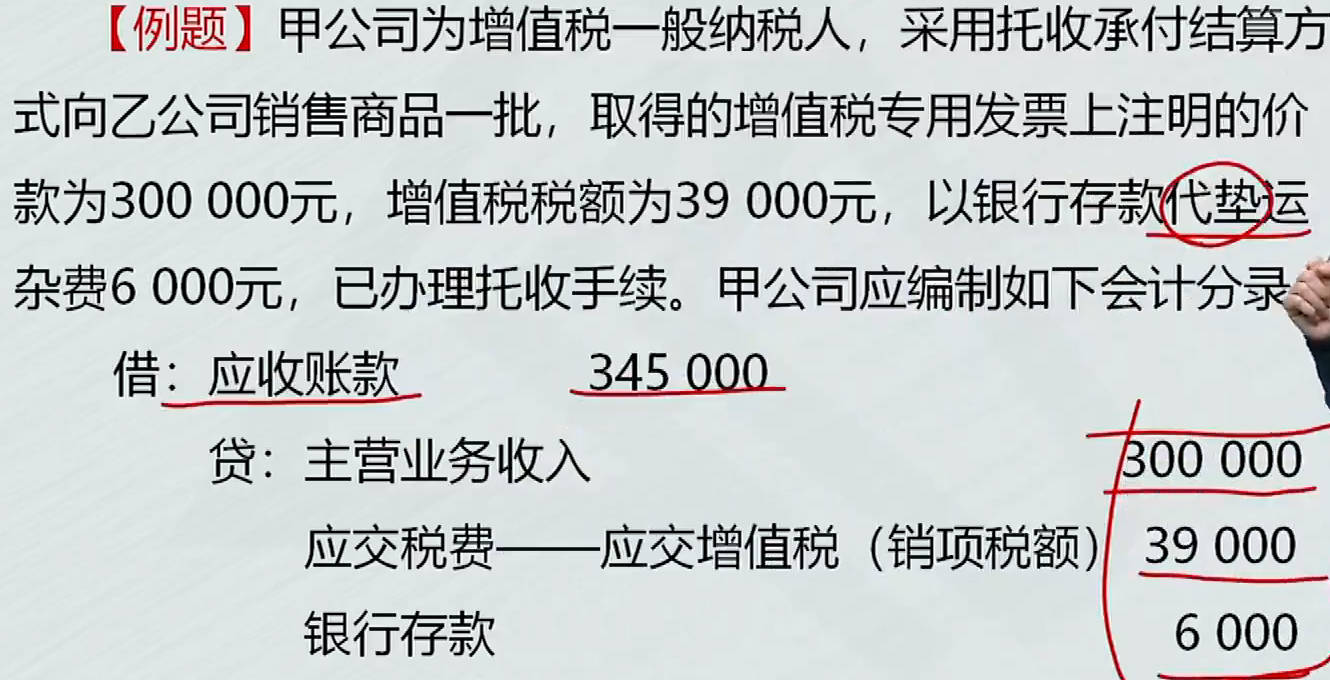 【例题】甲公司为增值税一般纳税人，采用托收承付结算方
式向乙公司销售商品一批，取得的增值税专用发票上注明的价
款为300 000元，增值税税额为39 000元，以银行存款代垫运
杂费6 000元，已办理托收手续。甲公司应编制如下会计分录
借：应收账款 345 000
贷：主营业务收入 300 000
应交税费——应交增值税（销项税额） 39 000
银行存款 6 000